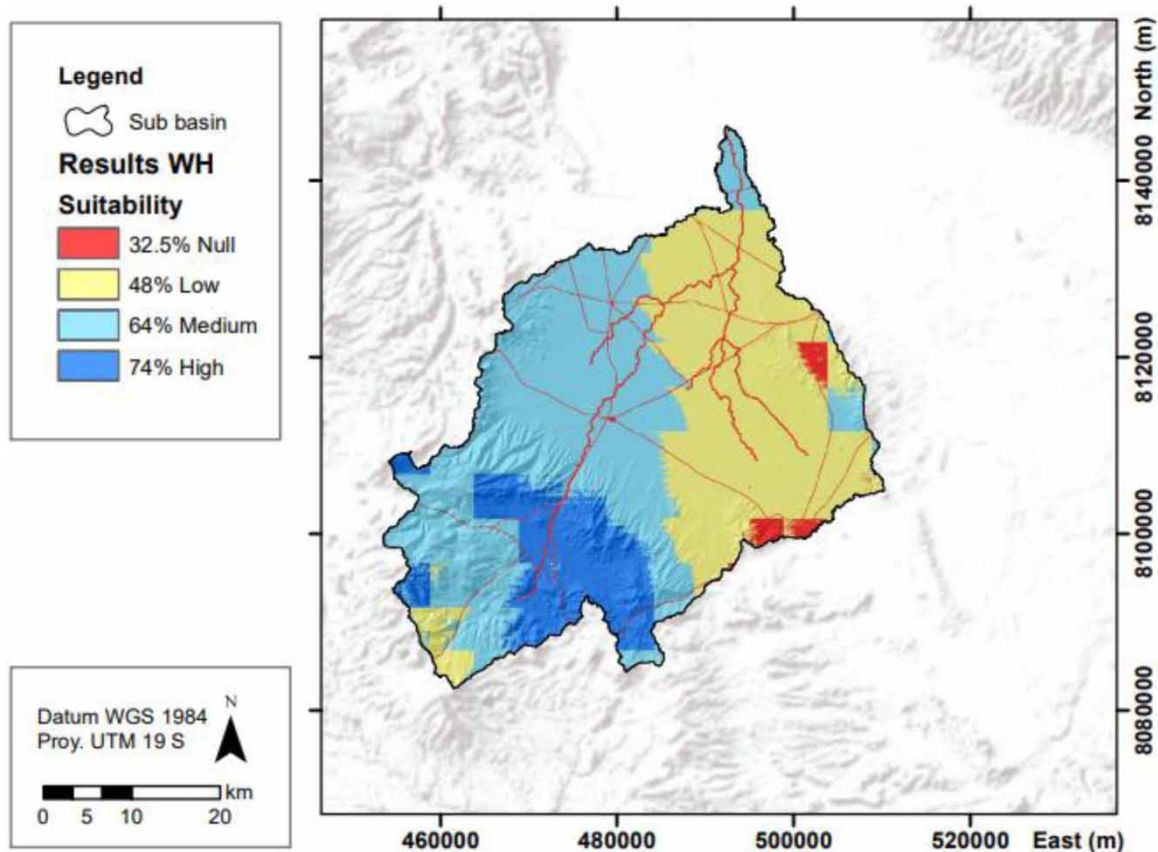 Legend
Sub basin
Results WH
Suitability
32.5% Null
48% Low
64% Medium
74% High
Datum WGS 1984
Proy. UTM 19 S
N
km
0 5 10 20
North (m)
8140000
8120000
8100000
8080000
460000 480000 500000 520000 East (m)